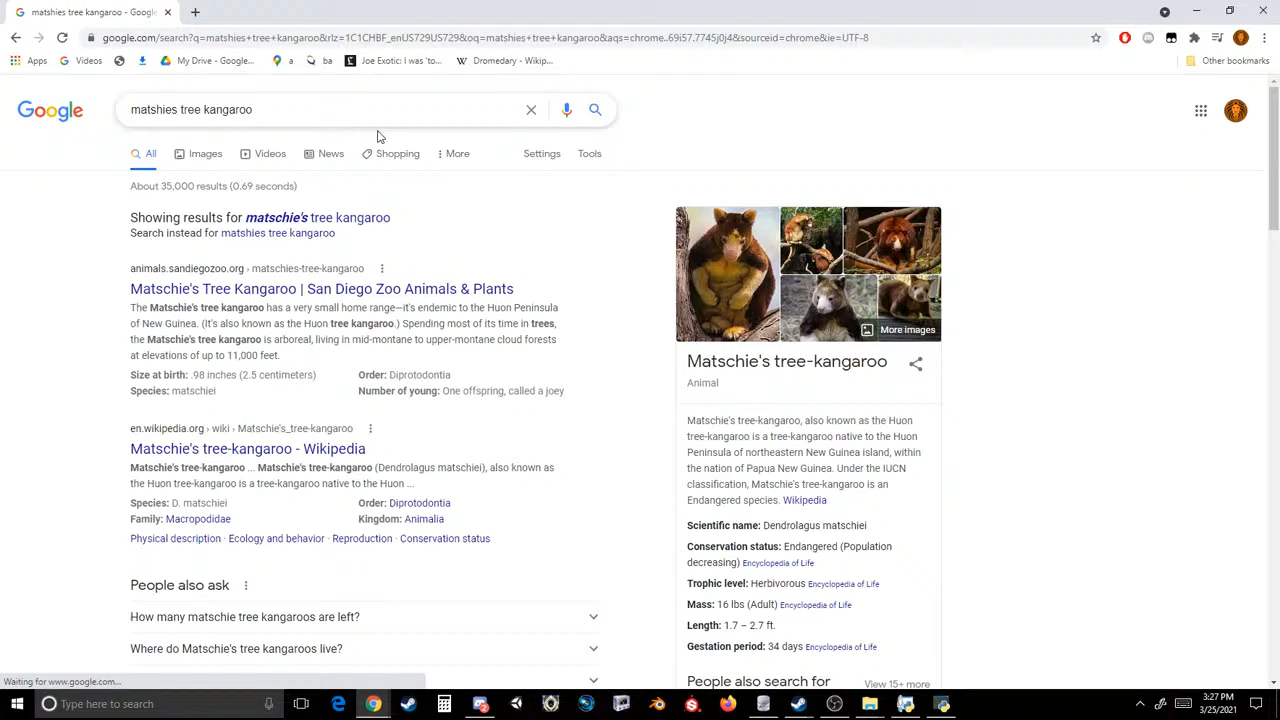 matshies tree kangaroo - Google
google.com/search?q=matshies+tree+kangaroo&rlz=1C1CHBF_enUS729US729&oq=matshies+tree+kangaroo&aqs=chrome..69i57.7745j0j4&sourceid=chrome&ie=UTF-8
Apps
Videos
My Drive - Google...
a
ba
Joe Exotic: I was 'to...
Dromedary - Wikip...
Other bookmarks
Google
matshies tree kangaroo
All
Images
Videos
News
Shopping
More
Settings
Tools
About 35,000 results (0.69 seconds)
Showing results for matschie's tree kangaroo
Search instead for matshies tree kangaroo
animals.sandiegozoo.org › matschies-tree-kangaroo
Matschie's Tree Kangaroo | San Diego Zoo Animals & Plants
The Matschie's Tree kangaroo has a very small home range—it's endemic to the Huon Peninsula
of New Guinea. (It's also known as the Huon tree kangaroo.) Spending most of its time in trees,
the Matschie's tree kangaroo is arboreal, living in mid-montane to upper-montane cloud forests
at elevations of up to 11,000 feet.
Size at birth: .98 inches (2.5 centimeters) Order: Diprotodontia
Species: matschiei Number of young: One offspring, called a joey
en.wikipedia.org › wiki › Matschie's_tree-kangaroo
Matschie's tree-kangaroo - Wikipedia
Matschie's tree-kangaroo ... Matschie's tree-kangaroo (Dendrolagus matschiei), also known as
the Huon tree-kangaroo is a tree-kangaroo native to the Huon ...
Species: D. matschiei Order: Diprotodontia
Family: Macropodidae Kingdom: Animalia
Physical description · Ecology and behavior · Reproduction · Conservation status
People also ask
How many matschie tree kangaroos are left?
Where do Matschie's tree kangaroos live?
More images
Matschie's tree-kangaroo
Animal
Matschie's tree-kangaroo, also known as the Huon
tree-kangaroo is a tree-kangaroo native to the Huon
Peninsula of northeastern New Guinea island, within
the nation of Papua New Guinea. Under the IUCN
classification, Matschie's tree-kangaroo is an
Endangered species. Wikipedia
Scientific name: Dendrolagus matschiei
Conservation status: Endangered (Population
decreasing) Encyclopedia of Life
Trophic level: Herbivorous Encyclopedia of Life
Mass: 16 lbs (Adult) Encyclopedia of Life
Length: 1.7 – 2.7 ft.
Gestation period: 34 days Encyclopedia of Life
People also search for
View 15+ more
Waiting for www.google.com...
Type here to search
3:27 PM
3/25/2021